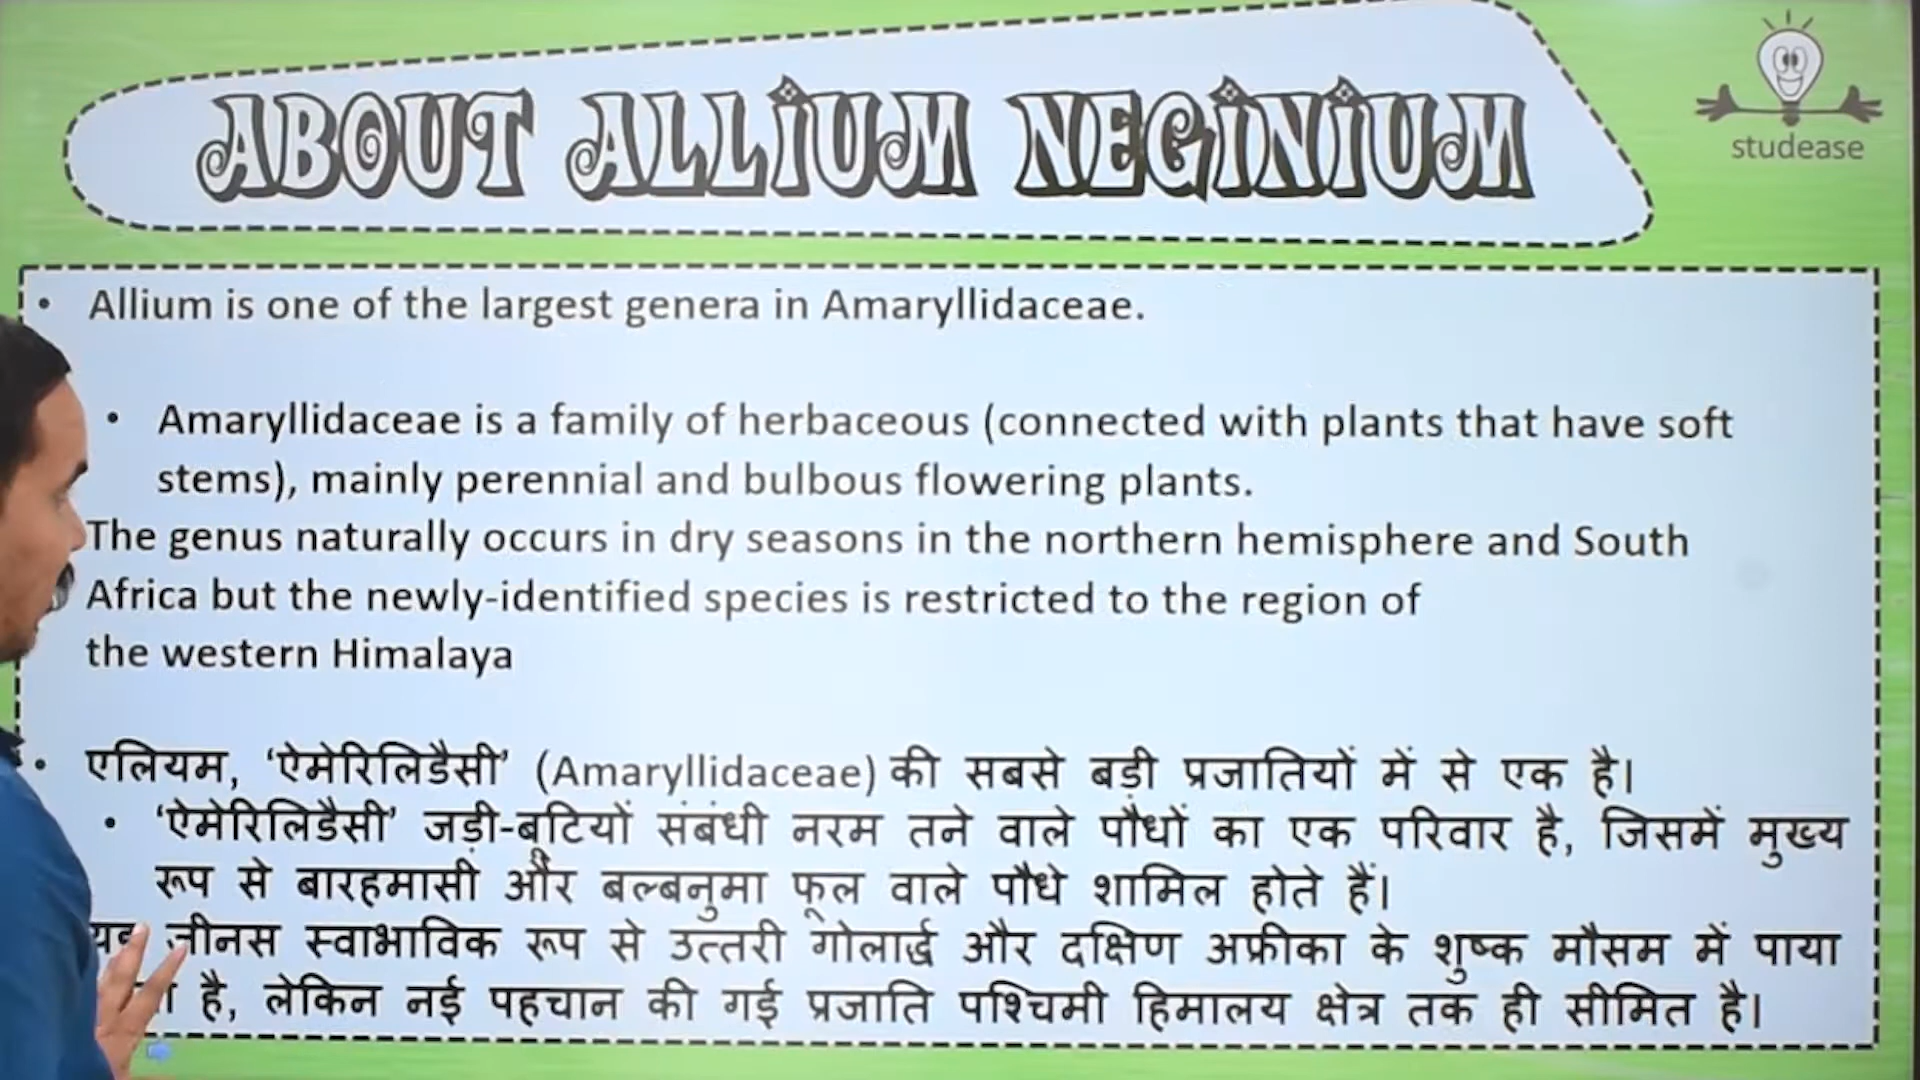 ABOUT ALLIUM NEGINIUM
studease
• Allium is one of the largest genera in Amaryllidaceae.
• Amaryllidaceae is a family of herbaceous (connected with plants that have soft
stems), mainly perennial and bulbous flowering plants.
The genus naturally occurs in dry seasons in the northern hemisphere and South
Africa but the newly-identified species is restricted to the region of
the western Himalaya
• एलियम, ‘ऐमेरिलिडैसी’ (Amaryllidaceae) की सबसे बड़ी प्रजातियों में से एक है।
• ‘ऐमेरिलिडैसी’ जड़ी-बूटियों संबंधी नरम तने वाले पौधों का एक परिवार है, जिसमें मुख्य
रूप से बारहमासी और बल्बनुमा फूल वाले पौधे शामिल होते हैं।
जीनस स्वाभाविक रूप से उत्तरी गोलार्द्ध और दक्षिण अफ्रीका के शुष्क मौसम में पाया
है, लेकिन नई पहचान की गई प्रजाति पश्चिमी हिमालय क्षेत्र तक ही सीमित है।